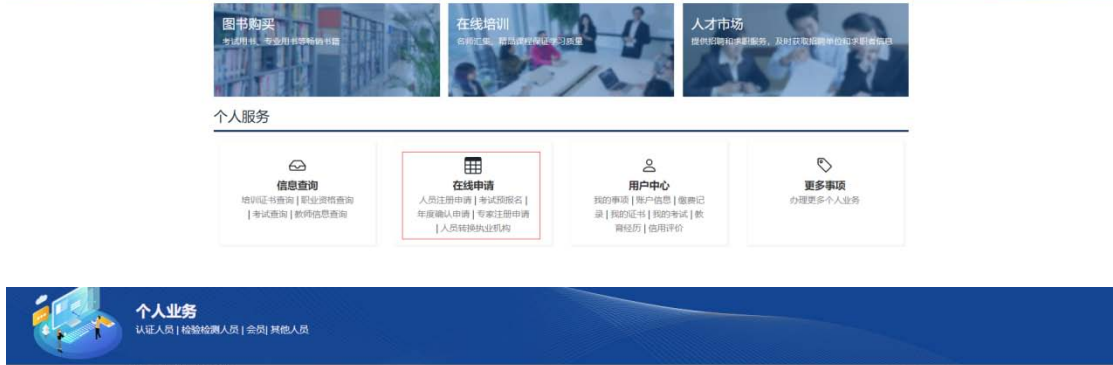 图书购买
考试用书、专业用书等畅销书籍
在线培训
名师汇集，精品课程保证学习质量
人才市场
提供招聘和求职服务，及时获取招聘单位和求职者信息
个人服务
信息查询
培训证书查询 | 职业资格查询
| 考试查询 | 教师信息查询
在线申请
人员注册申请 | 考试预报名 |
年度确认申请 | 专家注册申请
| 人员转换执业机构
用户中心
我的事项 | 账户信息 | 缴费记
录 | 我的证书 | 我的考试 | 教
育经历 | 信用评价
更多事项
办理更多个人业务
个人业务
认证人员 | 检验检测人员 | 会员| 其他人员